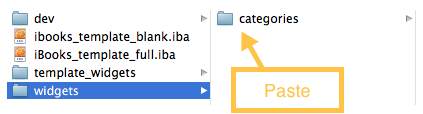 dev
ibooks_template_blank.iba
iBooks_template_full.iba
template_widgets
widgets
categories
Paste